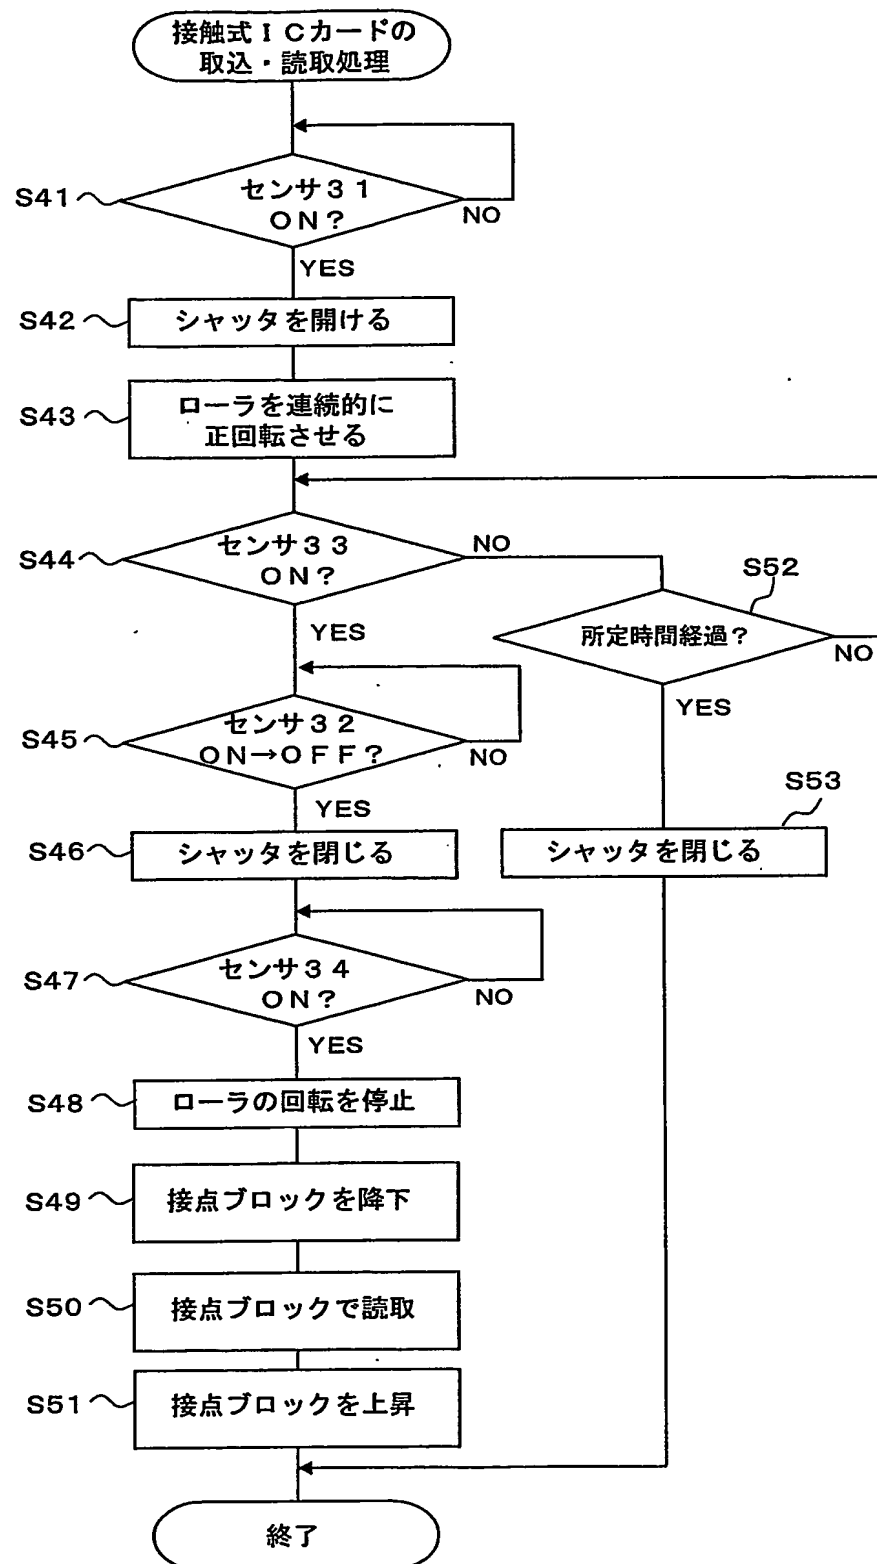 接触式ＩＣカードの
取込・読取処理
S41
センサ３１
ＯＮ？
NO
YES
S42
シャッタを開ける
S43
ローラを連続的に
正回転させる
S44
センサ３３
ＯＮ？
NO
YES
S52
所定時間経過？
NO
YES
S45
センサ３２
ＯＮ→ＯＦＦ？
NO
YES
S53
シャッタを閉じる
S46
シャッタを閉じる
S47
センサ３４
ＯＮ？
NO
YES
S48
ローラの回転を停止
S49
接点ブロックを降下
S50
接点ブロックで読取
S51
接点ブロックを上昇
終了